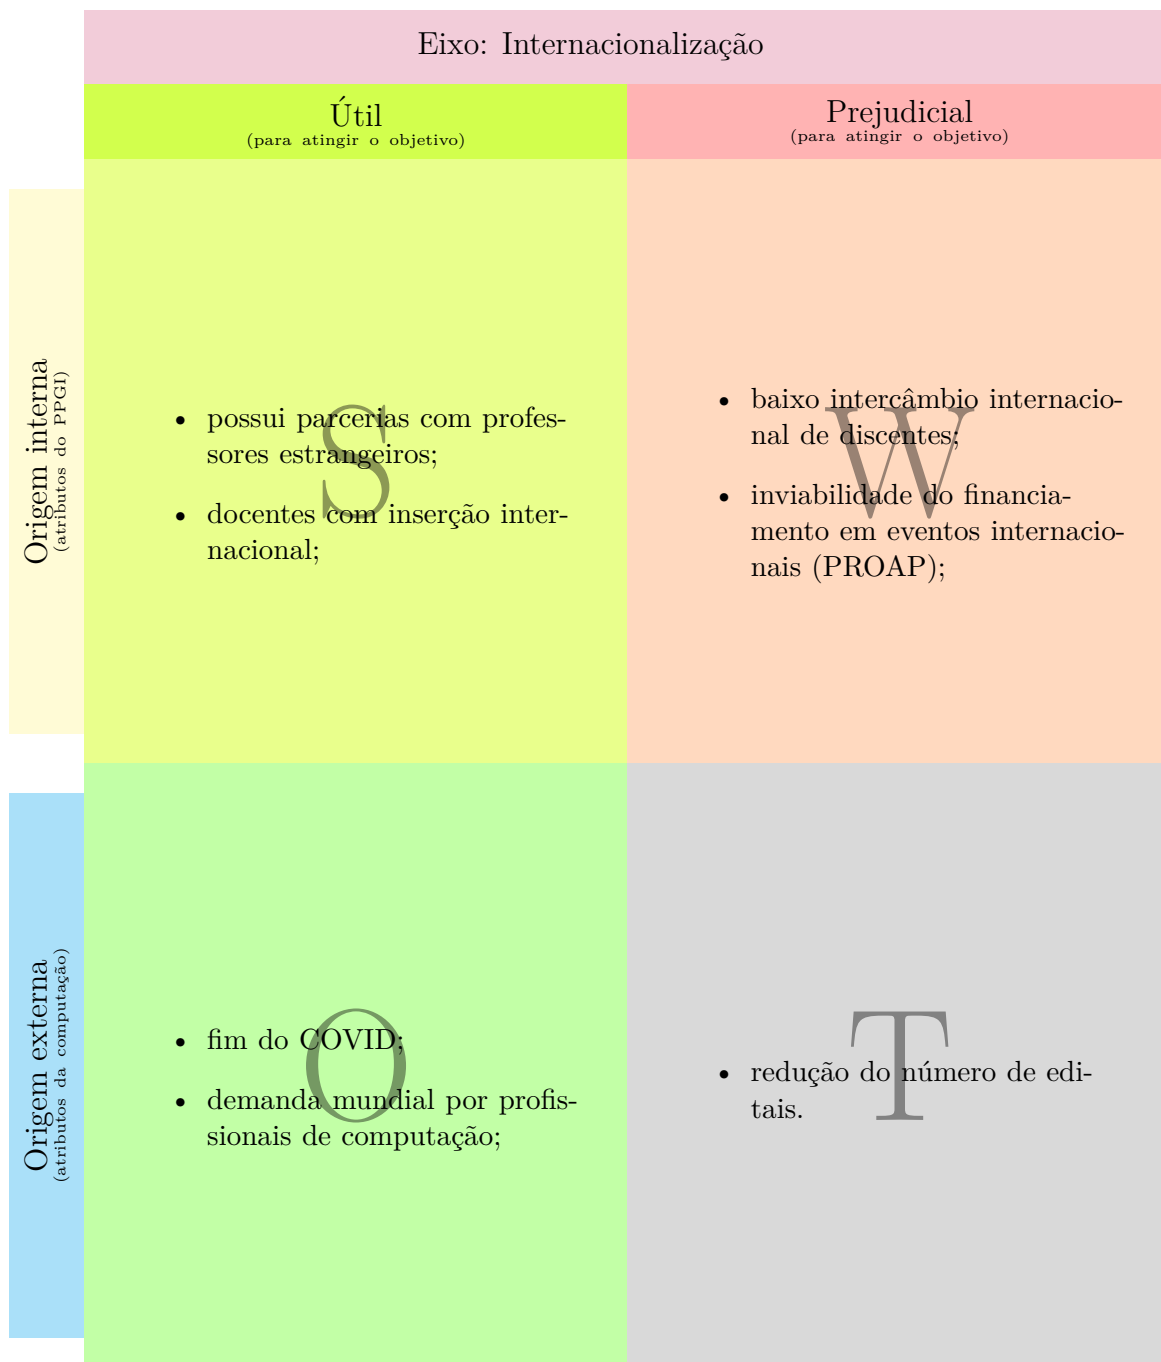 Eixo: Internacionalização
Útil
(para atingir o objetivo)
Prejudicial
(para atingir o objetivo)
Origem interna
(atributos do PPGI)
S
• possui parcerias com profes-
sores estrangeiros;
• docentes com inserção inter-
nacional;
W
• baixo intercâmbio internacio-
nal de discentes;
• inviabilidade do financia-
mento em eventos internacio-
nais (PROAP);
Origem externa
(atributos da computação)
O
• fim do COVID;
• demanda mundial por profis-
sionais de computação;
T
• redução do número de edi-
tais.